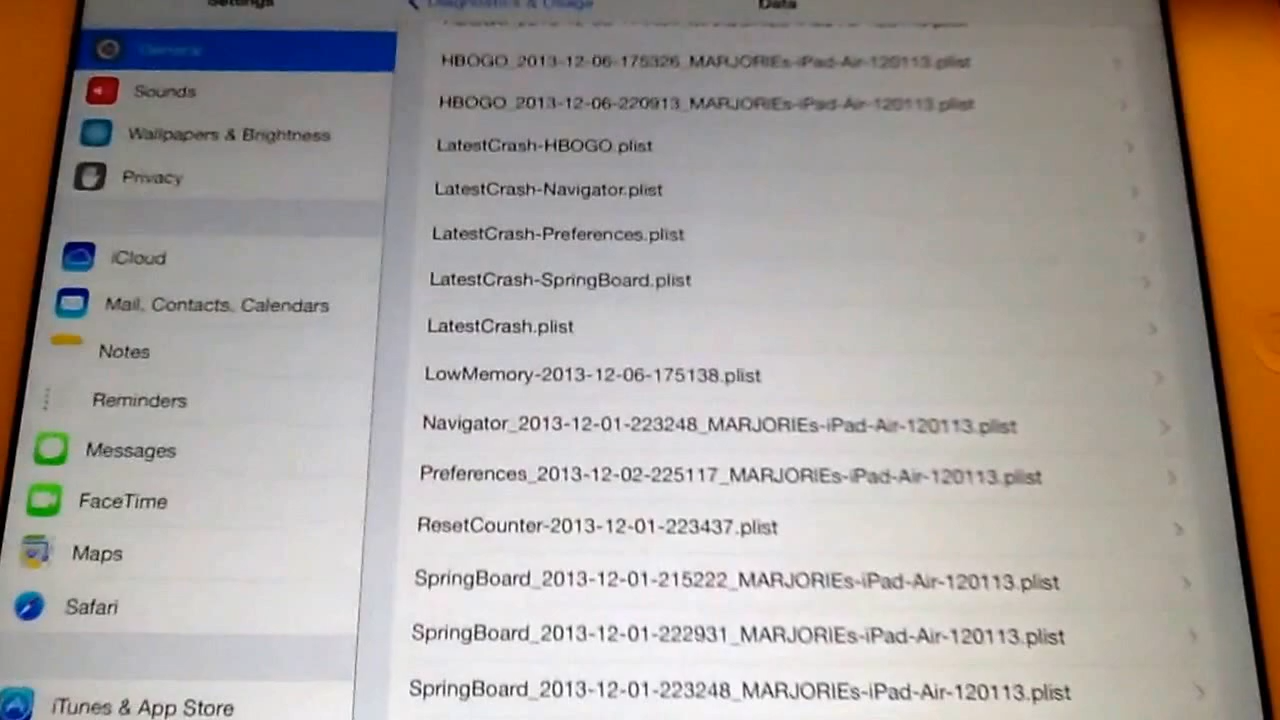 Settings
General
Sounds
Wallpapers & Brightness
Privacy
iCloud
Mail, Contacts, Calendars
Notes
Reminders
Messages
FaceTime
Maps
Safari
iTunes & App Store
Diagnostics & Usage
Data
HBOGO_2013-12-06-175326_MARJORIEs-iPad-Air-120113.plist
HBOGO_2013-12-06-220913_MARJORIEs-iPad-Air-120113.plist
LatestCrash-HBOGO.plist
LatestCrash-Navigator.plist
LatestCrash-Preferences.plist
LatestCrash-SpringBoard.plist
LatestCrash.plist
LowMemory-2013-12-06-175138.plist
Navigator_2013-12-01-223248_MARJORIEs-iPad-Air-120113.plist
Preferences_2013-12-02-225117_MARJORIEs-iPad-Air-120113.plist
ResetCounter-2013-12-01-223437.plist
SpringBoard_2013-12-01-215222_MARJORIEs-iPad-Air-120113.plist
SpringBoard_2013-12-01-222931_MARJORIEs-iPad-Air-120113.plist
SpringBoard_2013-12-01-223248_MARJORIEs-iPad-Air-120113.plist